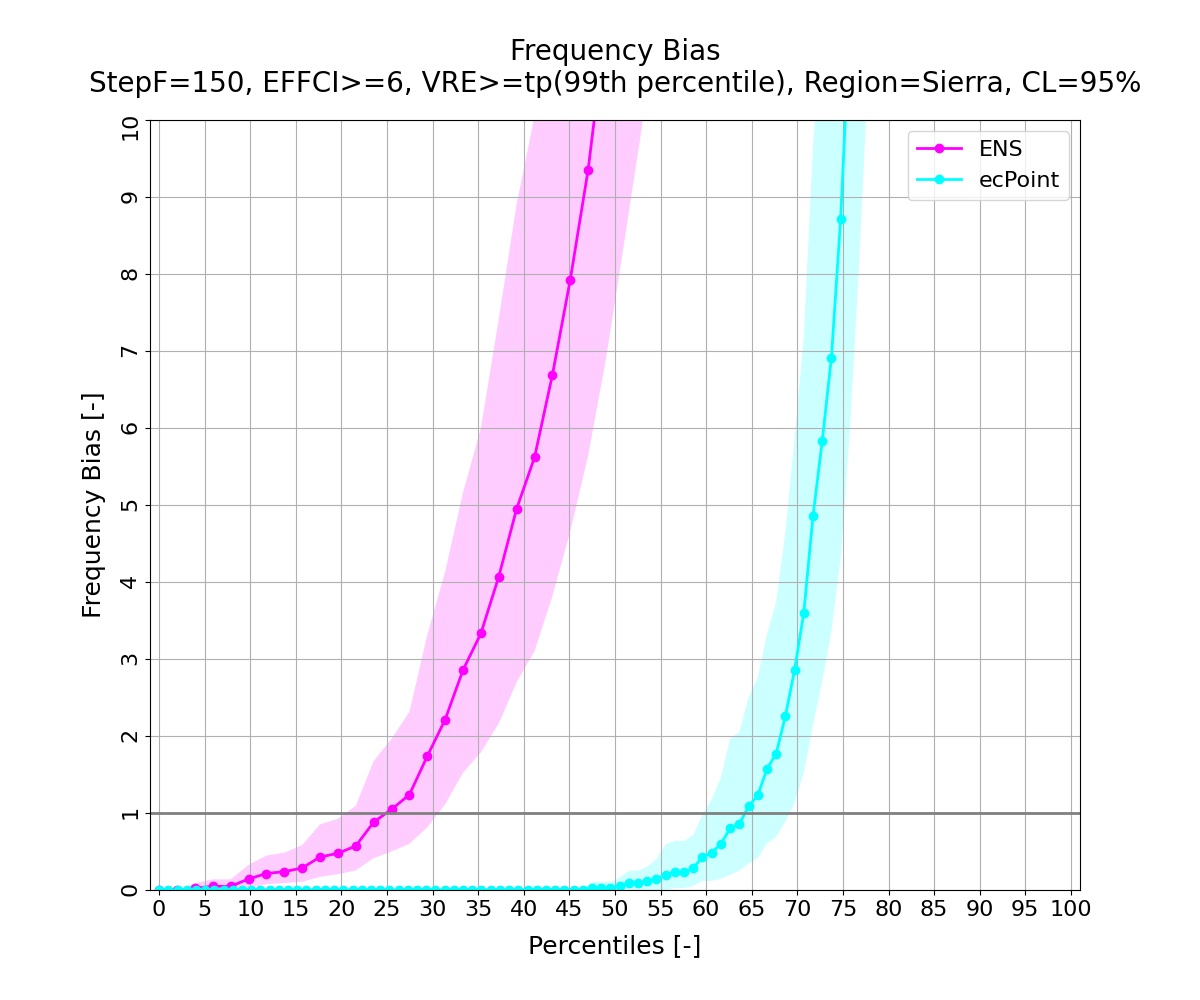 Frequency Bias
StepF=150, EFFCI>=6, VRE>=tp(99th percentile), Region=Sierra, CL=95%
ENS
ecPoint
Frequency Bias [-]
10
9
8
7
6
5
4
3
2
1
0
0 5 10 15 20 25 30 35 40 45 50 55 60 65 70 75 80 85 90 95 100
Percentiles [-]